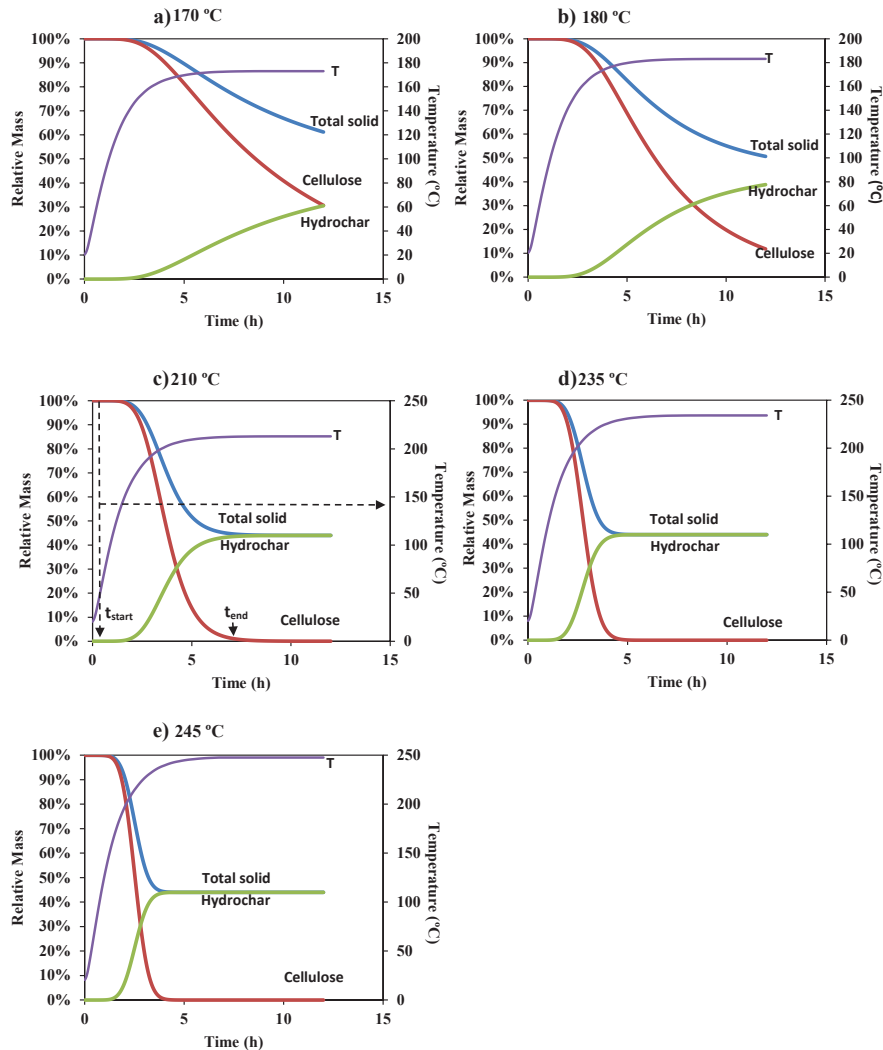 a) 170 ºC
100%
90%
80%
70%
60%
50%
40%
30%
20%
10%
0%
Relative Mass
T
Total solid
Cellulose
Hydrochar
200
180
160
140
120
100
80
60
40
20
0
Temperature (ºC)
0
5
10
15
Time (h)
b) 180 ºC
100%
90%
80%
70%
60%
50%
40%
30%
20%
10%
0%
Relative Mass
T
Total solid
Hydrochar
Cellulose
200
180
160
140
120
100
80
60
40
20
0
Temperature (ºC)
0
5
10
15
Time (h)
c) 210 ºC
100%
90%
80%
70%
60%
50%
40%
30%
20%
10%
0%
Relative Mass
T
Total solid
Hydrochar
tstart
tend
Cellulose
250
200
150
100
50
0
Temperature (ºC)
0
5
10
15
Time (h)
d) 235 ºC
100%
90%
80%
70%
60%
50%
40%
30%
20%
10%
0%
Relative Mass
T
Total solid
Hydrochar
Cellulose
250
200
150
100
50
0
Temperature (ºC)
0
5
10
15
Time (h)
e) 245 ºC
100%
90%
80%
70%
60%
50%
40%
30%
20%
10%
0%
Relative Mass
T
Total solid
Hydrochar
Cellulose
250
200
150
100
50
0
Temperature (ºC)
0
5
10
15
Time (h)